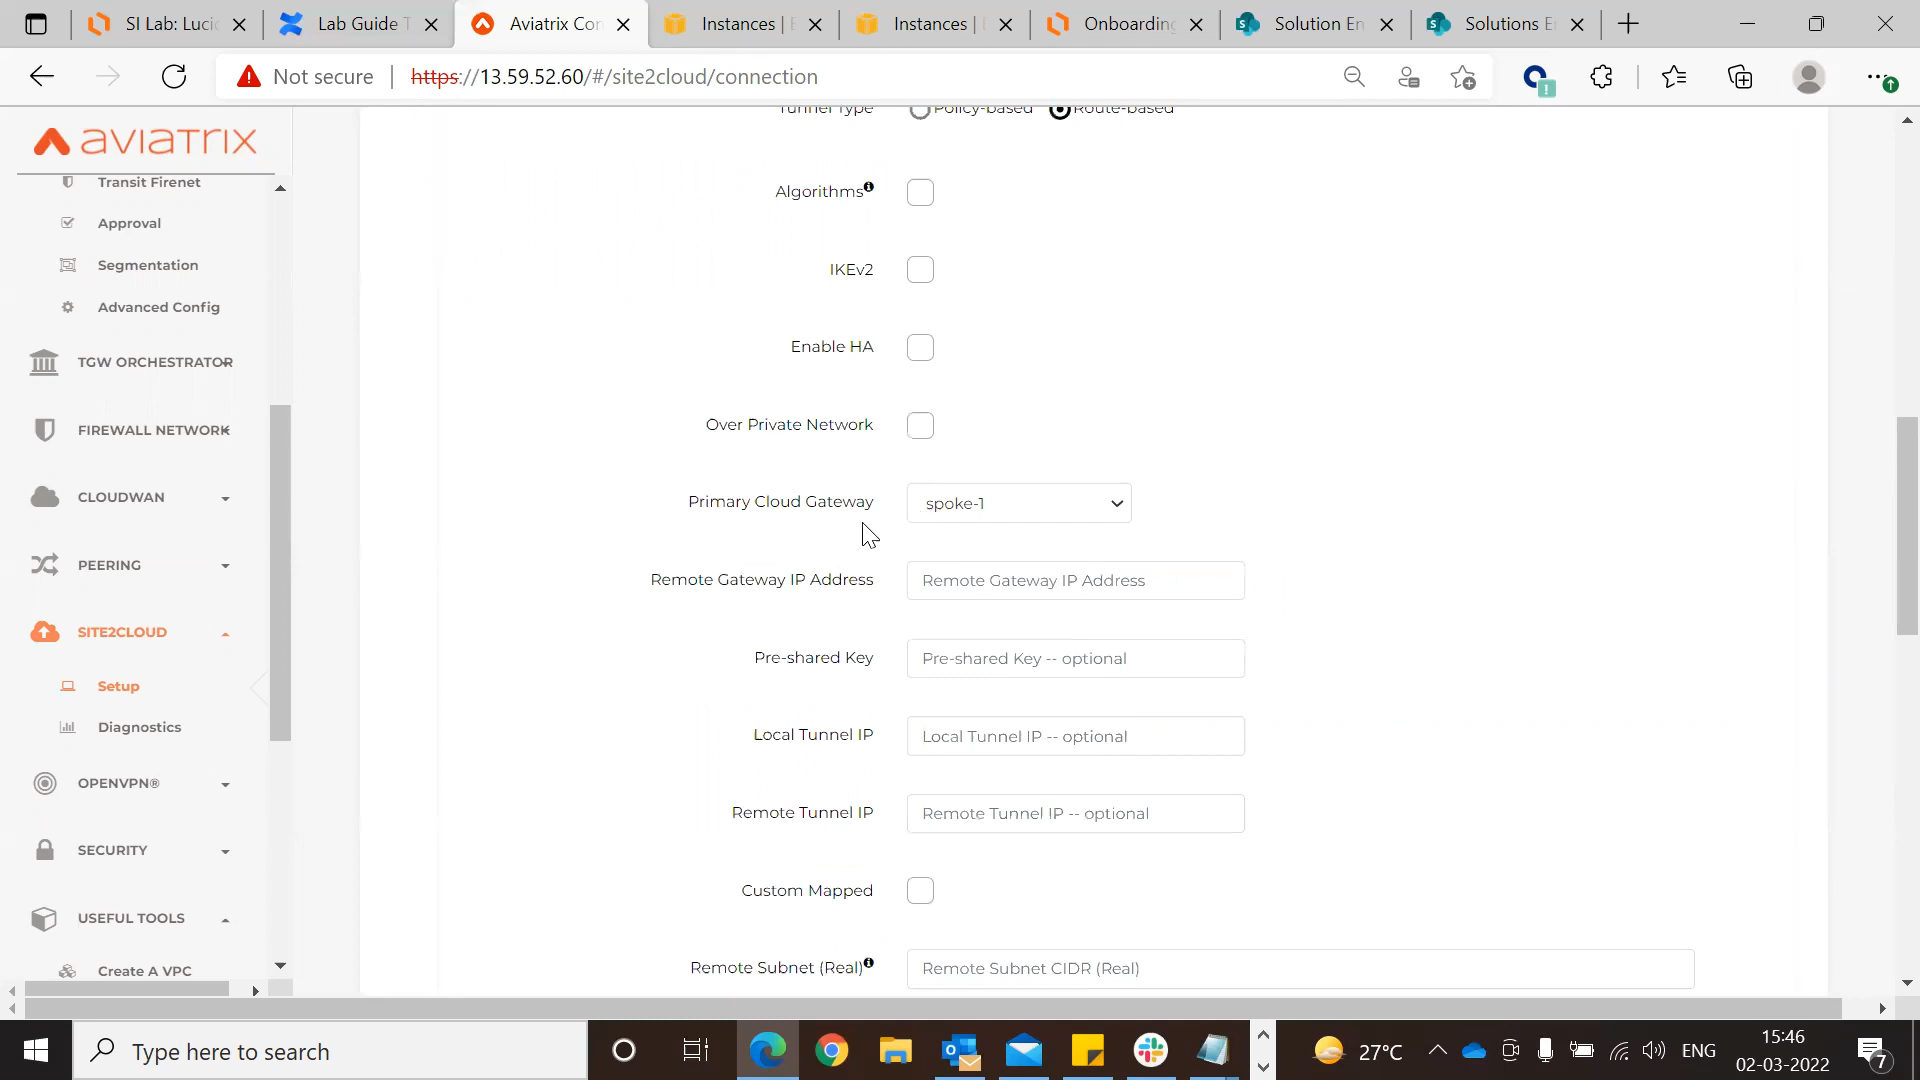 SI Lab: Luci
Lab Guide T
Aviatrix Con
Instances | E
Instances | E
Onboarding
Solution En
Solutions E
Not secure
https://13.59.52.60/#/site2cloud/connection
aviatrix
Transit Firenet
Approval
Segmentation
Advanced Config
TGW ORCHESTRATOR
FIREWALL NETWORK
CLOUDWAN
PEERING
SITE2CLOUD
Setup
Diagnostics
OPENVPN®
SECURITY
USEFUL TOOLS
Create A VPC
Tunnel Type
Policy-based
Route-based
Algorithms
IKEv2
Enable HA
Over Private Network
Primary Cloud Gateway
spoke-1
Remote Gateway IP Address
Remote Gateway IP Address
Pre-shared Key
Pre-shared Key -- optional
Local Tunnel IP
Local Tunnel IP -- optional
Remote Tunnel IP
Remote Tunnel IP -- optional
Custom Mapped
Remote Subnet (Real)
Remote Subnet CIDR (Real)
Type here to search
27°C
ENG
15:46
02-03-2022
7